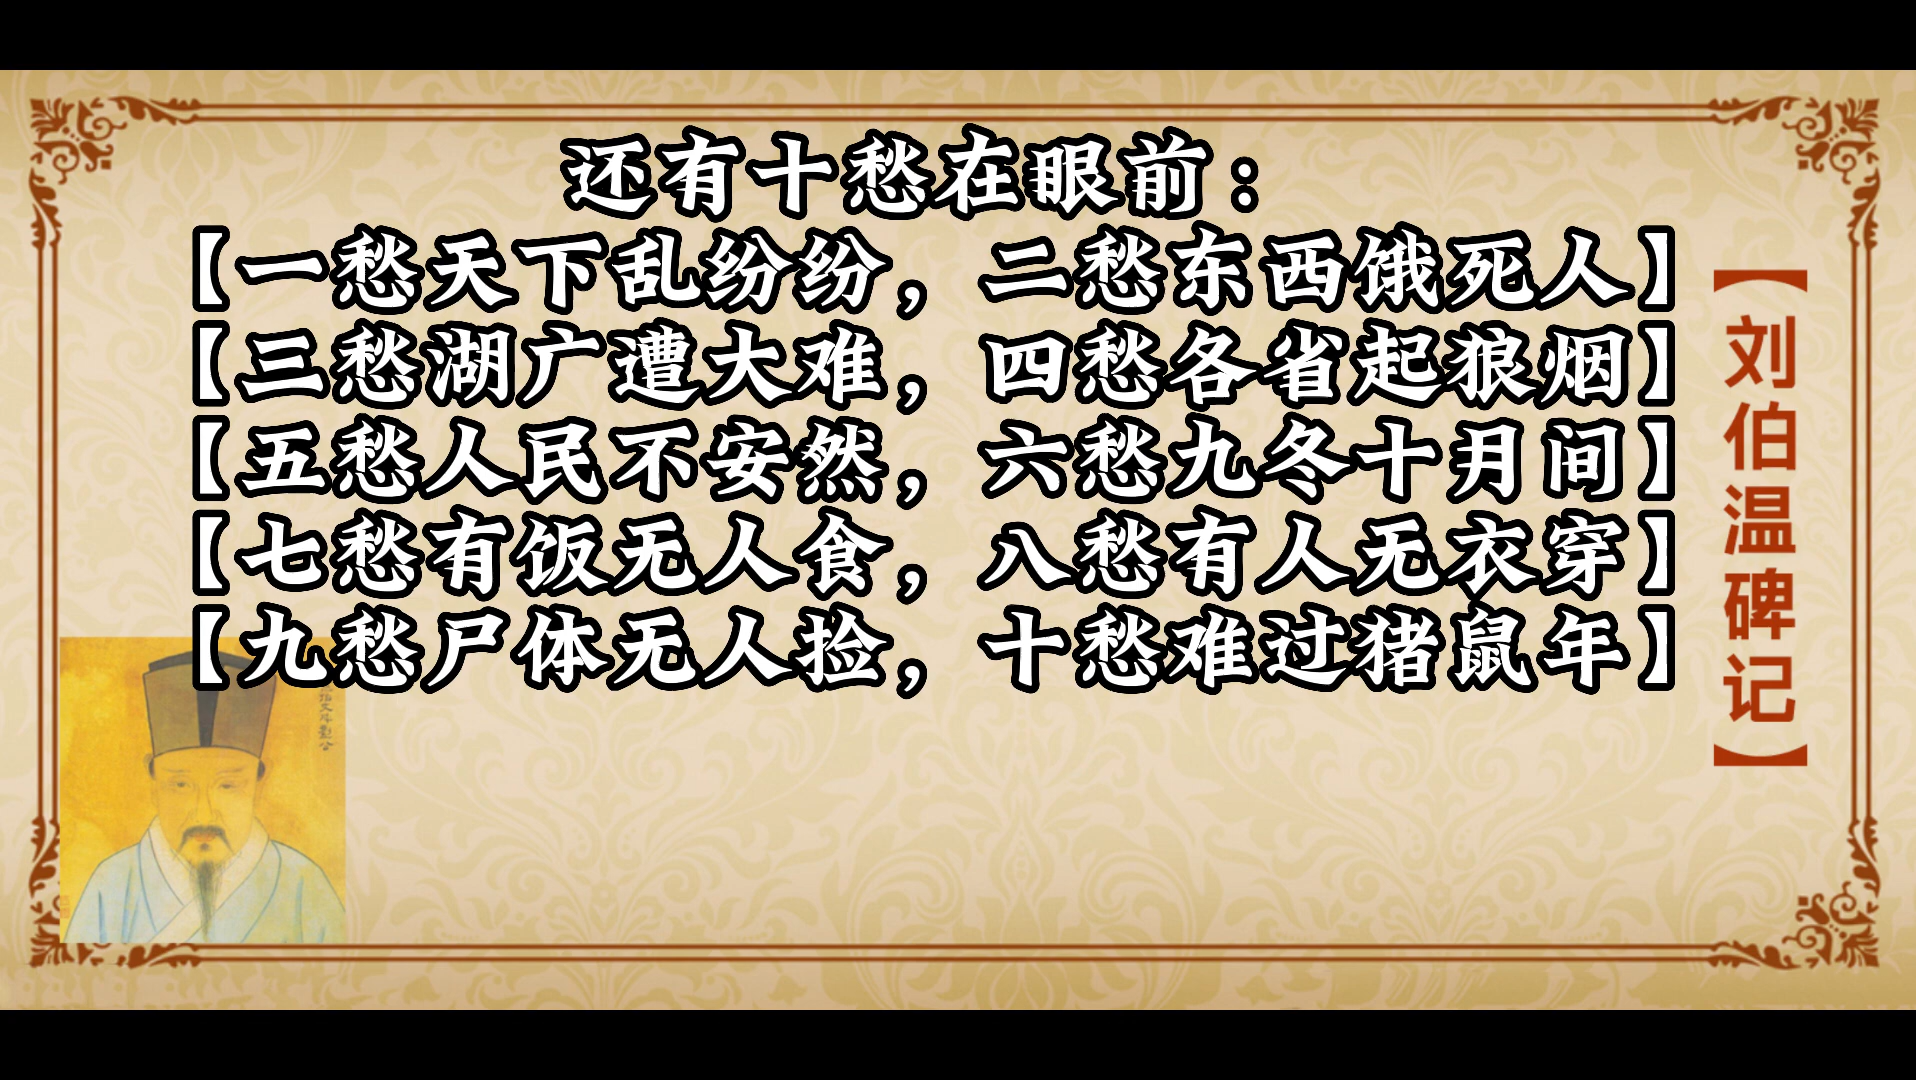 还有十愁在眼前：
【一愁天下乱纷纷，二愁东西饿死人】
【三愁湖广遭大难，四愁各省起狼烟】
【五愁人民不安然，六愁九冬十月间】
【七愁有饭无人食，八愁有人无衣穿】
【九愁尸体无人捡，十愁难过猪鼠年】
【刘伯温碑记】